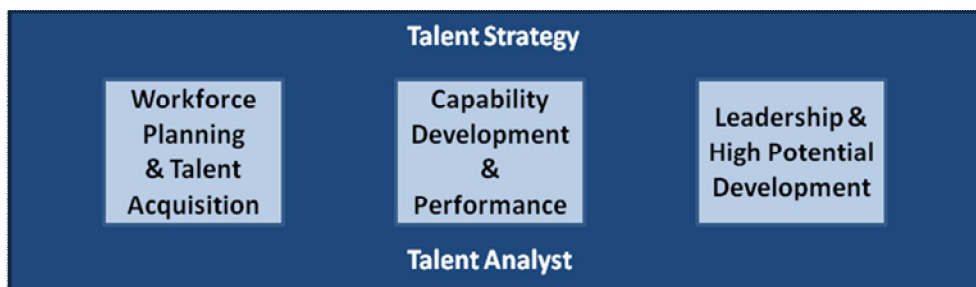 Talent Strategy
Workforce
Planning
& Talent
Acquisition
Capability
Development
&
Performance
Leadership &
High Potential
Development
Talent Analyst